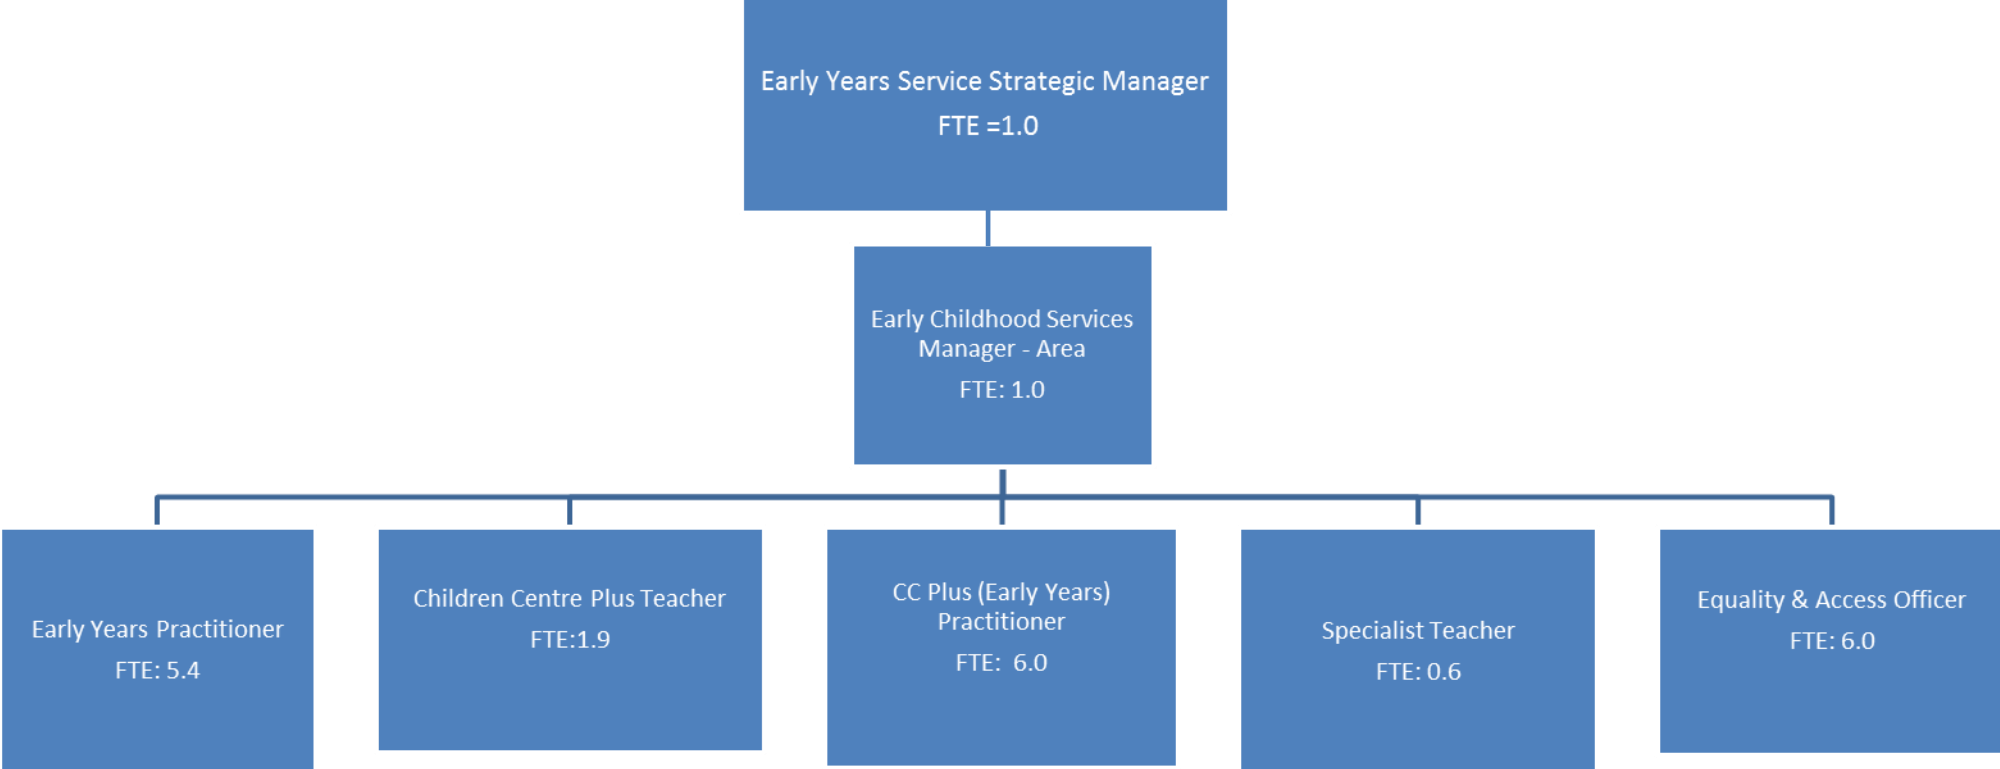 Early Years Service Strategic Manager
FTE =1.0
Early Childhood Services
Manager - Area
FTE: 1.0
Early Years Practitioner
FTE: 5.4
Children Centre Plus Teacher
FTE:1.9
CC Plus (Early Years)
Practitioner
FTE:  6.0
Specialist Teacher
FTE: 0.6
Equality & Access Officer
FTE: 6.0